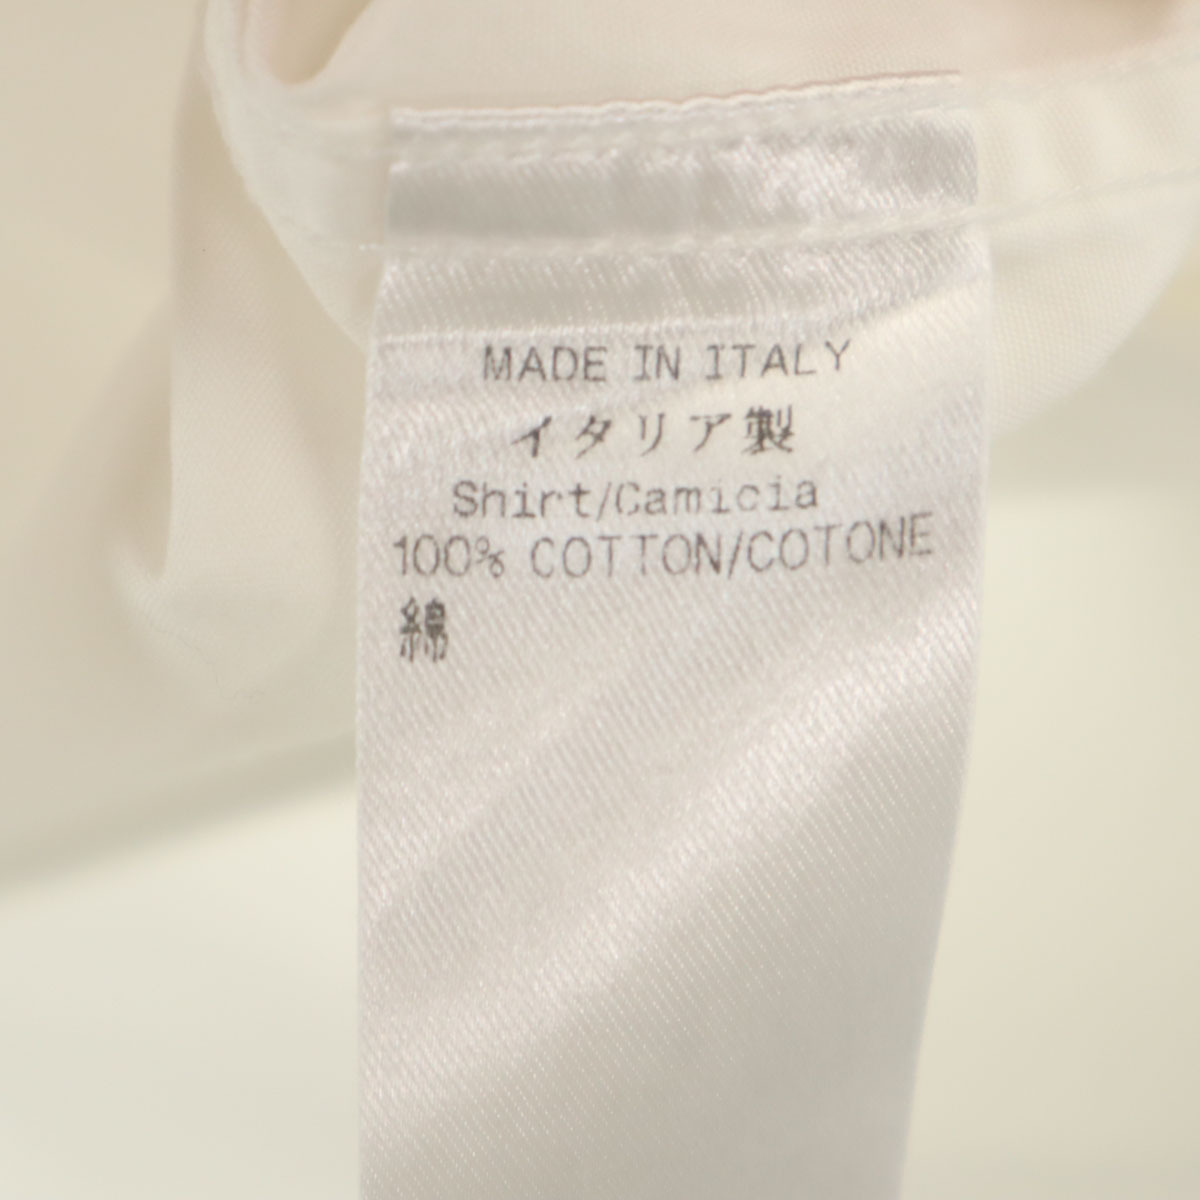 MADE IN ITALY
イタリア製
Shirt/Camicia
100% COTTON/COTONE
綿